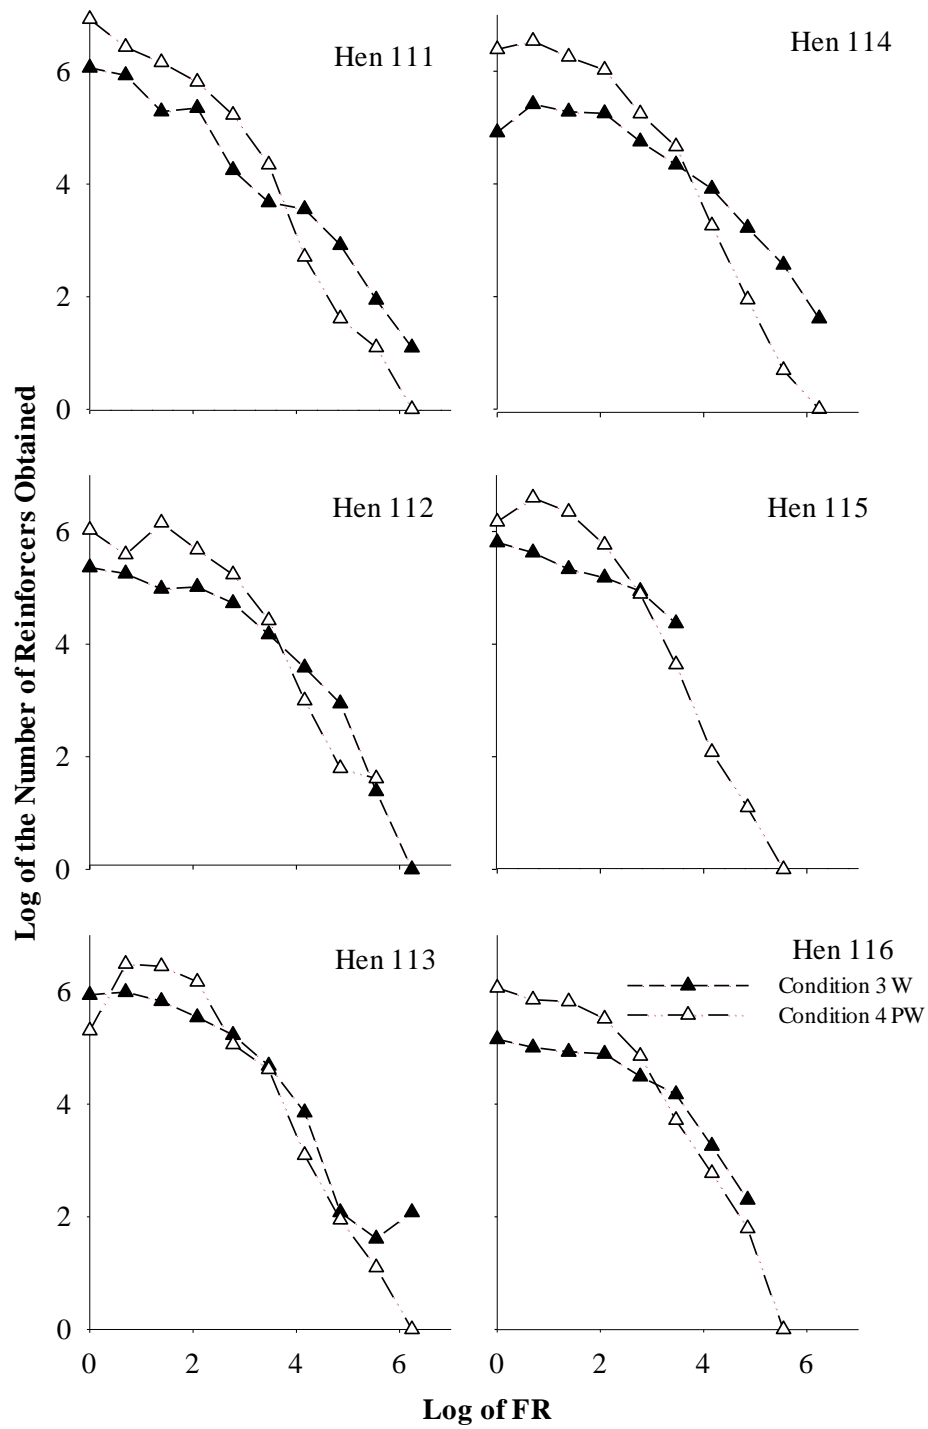 Hen 111
Hen 114
6
4
2
0
Hen 112
Hen 115
6
4
2
0
Hen 113
Hen 116
Condition 3 W
Condition 4 PW
6
4
2
0
0 2 4 6
0 2 4 6
Log of the Number of Reinforcers Obtained
Log of FR